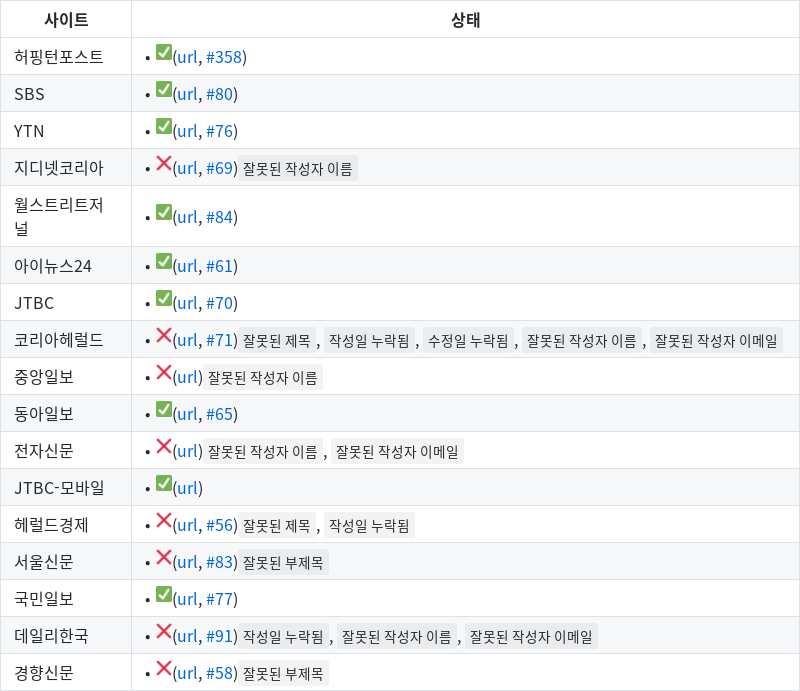 사이트 상태
허핑턴포스트 • ✅(url, #358)
SBS • ✅(url, #80)
YTN • ✅(url, #76)
지디넷코리아 • ❌(url, #69) 잘못된 작성자 이름
월스트리트저
널 • ✅(url, #84)
아이뉴스24 • ✅(url, #61)
JTBC • ✅(url, #70)
코리아헤럴드 • ❌(url, #71) 잘못된 제목 , 작성일 누락됨 , 수정일 누락됨 , 잘못된 작성자 이름 , 잘못된 작성자 이메일
중앙일보 • ❌(url) 잘못된 작성자 이름
동아일보 • ✅(url, #65)
전자신문 • ❌(url) 잘못된 작성자 이름 , 잘못된 작성자 이메일
JTBC-모바일 • ✅(url)
헤럴드경제 • ❌(url, #56) 잘못된 제목 , 작성일 누락됨
서울신문 • ❌(url, #83) 잘못된 부제목
국민일보 • ✅(url, #77)
데일리한국 • ❌(url, #91) 작성일 누락됨 , 잘못된 작성자 이름 , 잘못된 작성자 이메일
경향신문 • ❌(url, #58) 잘못된 부제목